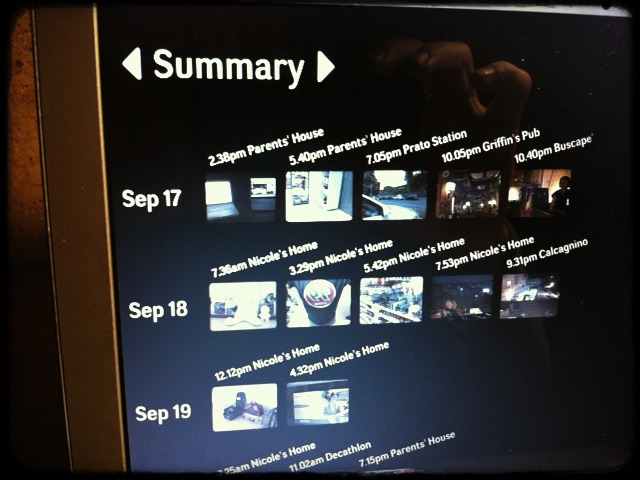 Summary
2.38pm Parents' House
5.40pm Parents' House
7.05pm Prato Station
10.05pm Griffin's Pub
10.40pm Buscape'
Sep 17
7.36am Nicole's Home
3.29pm Nicole's Home
5.42pm Nicole's Home
7.53pm Nicole's Home
9.31pm Calcagnino
Sep 18
12.12pm Nicole's Home
4.32pm Nicole's Home
Sep 19
7.25am Nicole's Home
11.02am Decathlon
7.15pm Parents' House